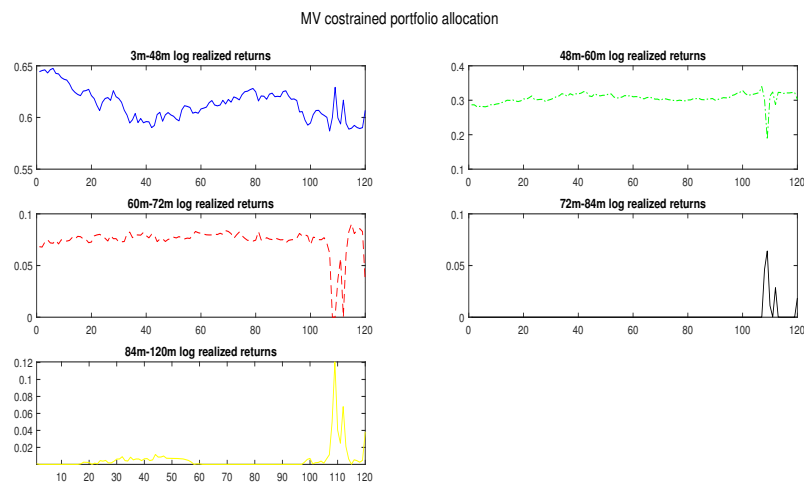 MV costrained portfolio allocation
3m-48m log realized returns
0.65
0.6
0.55
0 20 40 60 80 100 120
48m-60m log realized returns
0.4
0.3
0.2
0.1
0 20 40 60 80 100 120
60m-72m log realized returns
0.1
0.05
0
0 20 40 60 80 100 120
72m-84m log realized returns
0.1
0.05
0
0 20 40 60 80 100 120
84m-120m log realized returns
0.12
0.1
0.08
0.06
0.04
0.02
10 20 30 40 50 60 70 80 90 100 110 120